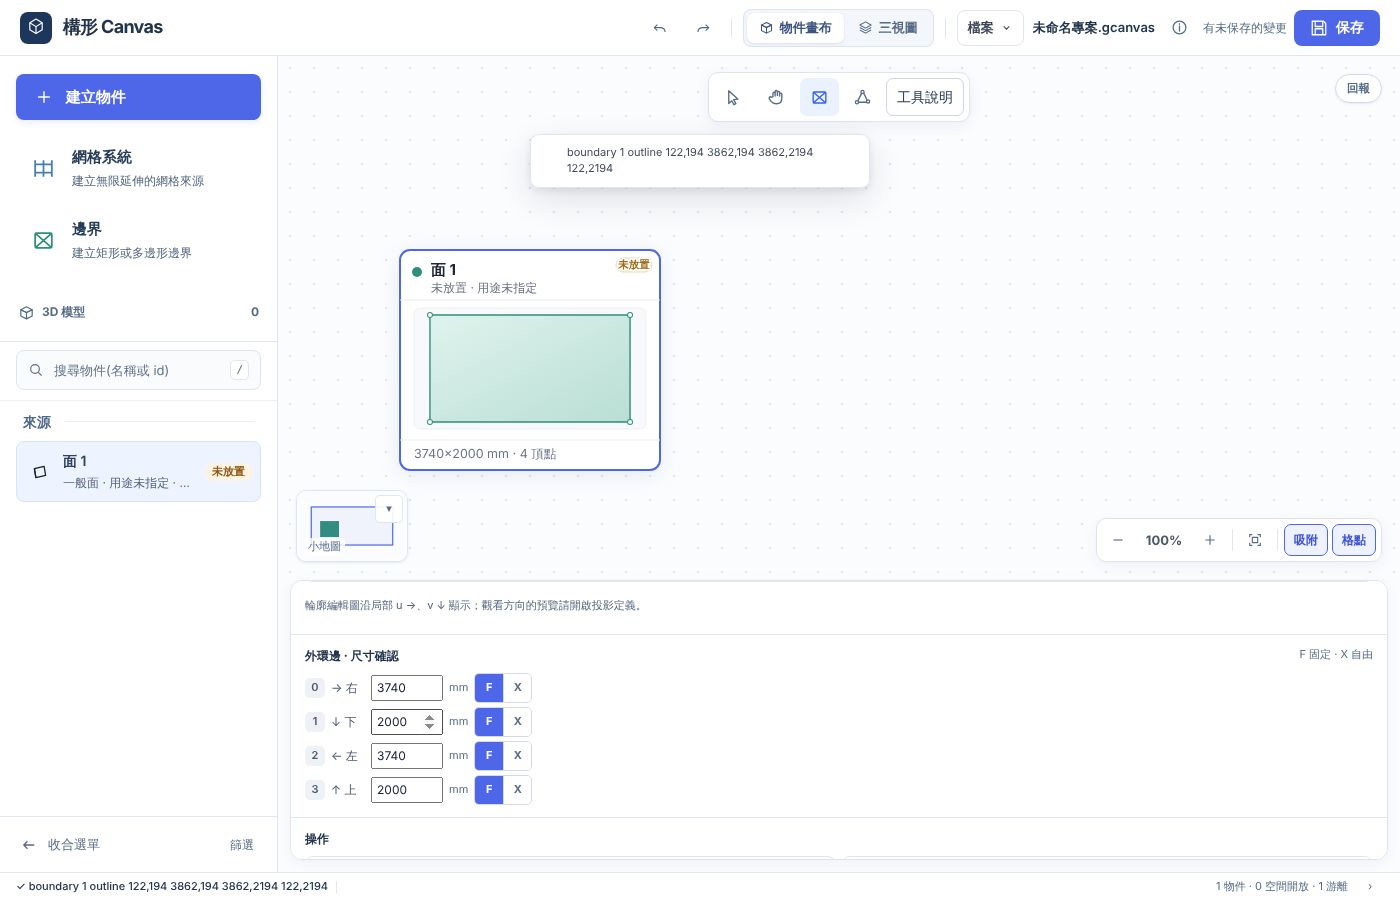 構形 Canvas
物件畫布
三視圖
檔案
未命名專案.gcanvas
有未保存的變更
保存
建立物件
網格系統
建立無限延伸的網格來源
邊界
建立矩形或多邊形邊界
3D 模型
0
搜尋物件(名稱或 id)
/
來源
面 1
一般面 · 用途未指定 · ...
未放置
收合選單
篩選
工具說明
回報
boundary 1 outline 122,194 3862,194 3862,2194
122,2194
面 1
未放置
未放置 · 用途未指定
3740×2000 mm · 4 頂點
小地圖
100%
吸附
格點
輪廓編輯圖沿局部 u →、v ↓ 顯示；觀看方向的預覽請開啟投影定義。
外環邊 · 尺寸確認
F 固定 · X 自由
0 → 右 3740 mm F X
1 ↓ 下 2000 mm F X
2 ← 左 3740 mm F X
3 ↑ 上 2000 mm F X
操作
✓ boundary 1 outline 122,194 3862,194 3862,2194 122,2194
1 物件 · 0 空間開放 · 1 游離